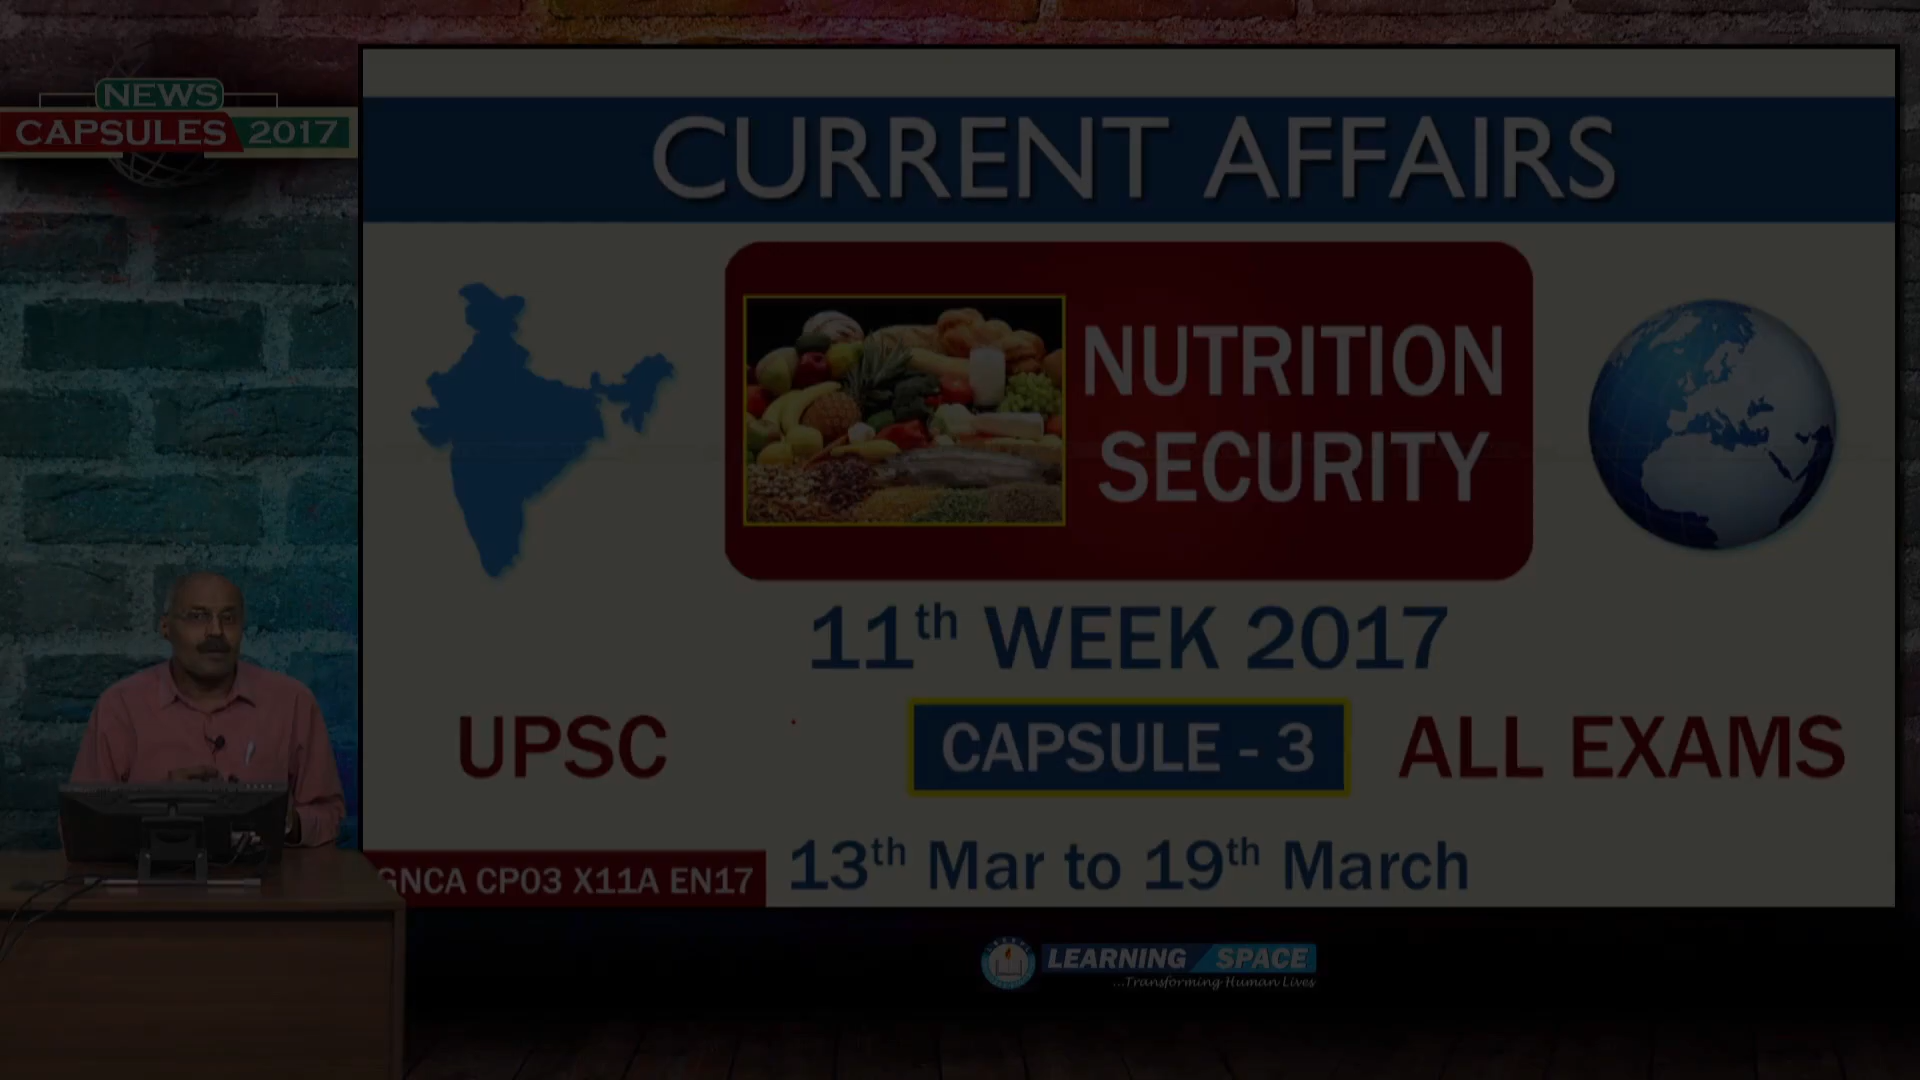 NEWS
CAPSULES 2017
CURRENT AFFAIRS
NUTRITION
SECURITY
11th WEEK 2017
UPSC
CAPSULE - 3
ALL EXAMS
GNCA CP03 X11A EN17
13th Mar to 19th March
LEARNING SPACE
...Transforming Human Lives